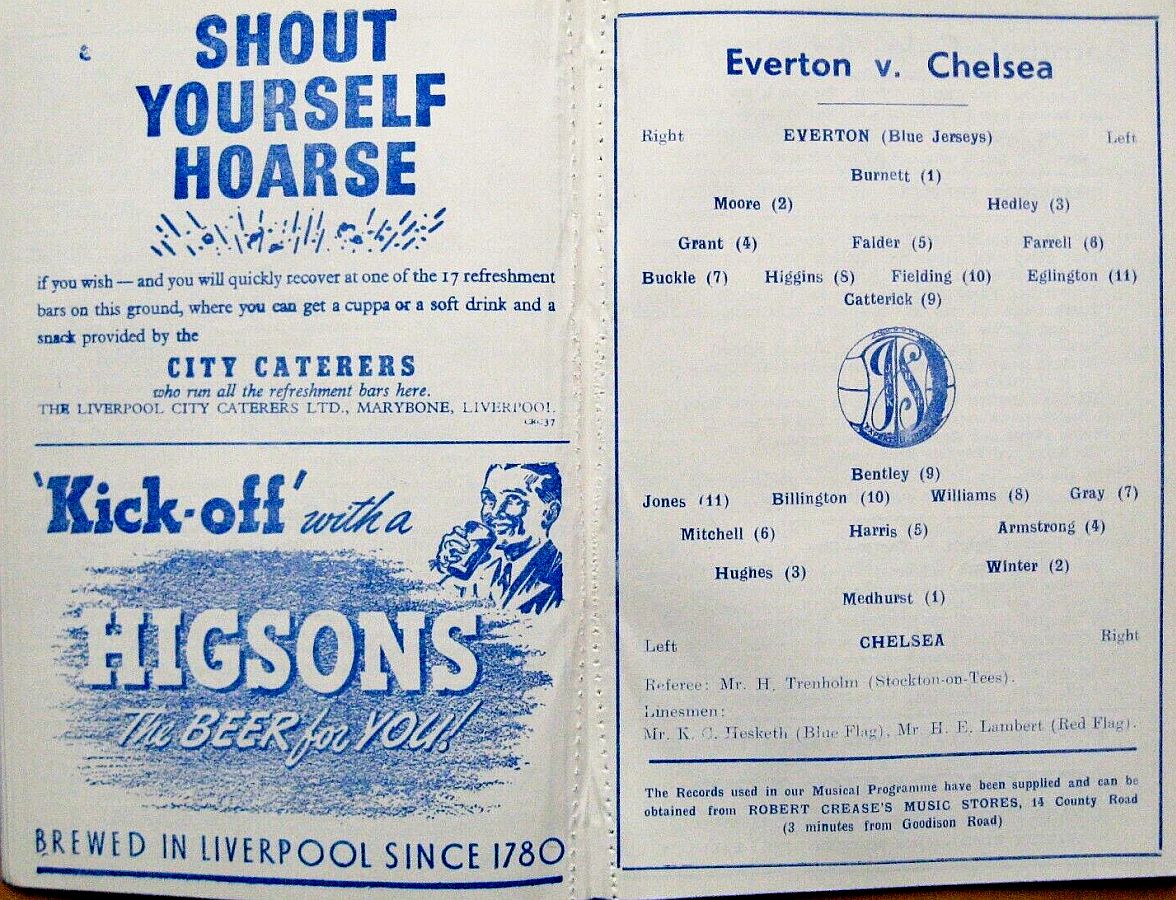 SHOUT
YOURSELF
HOARSE
if you wish — and you will quickly recover at one of the 17 refreshment
bars on this ground, where you can get a cuppa or a soft drink and a
snack provided by the
CITY CATERERS
who run all the refreshment bars here.
THE LIVERPOOL CITY CATERERS LTD., MARYBONE, LIVERPOOL.
'Kick-off' with a
HIGSONS
The BEER for YOU!
BREWED IN LIVERPOOL SINCE 1780
Everton v. Chelsea
Right EVERTON (Blue Jerseys) Left
Burnett (1)
Moore (2) Hedley (3)
Grant (4) Falder (5) Farrell (6)
Buckle (7) Higgins (8) Fielding (10) Eglington (11)
Catterick (9)
Bentley (9)
Jones (11) Billington (10) Williams (8) Gray (7)
Mitchell (6) Harris (5) Armstrong (4)
Hughes (3) Winter (2)
Medhurst (1)
Left CHELSEA Right
Referee: Mr. H. Trenholm (Stockton-on-Tees).
Linesmen:
Mr. K. C. Hesketh (Blue Flag), Mr. H. E. Lambert (Red Flag).
The Records used in our Musical Programme have been supplied and can be
obtained from ROBERT CREASE'S MUSIC STORES, 14 County Road
(3 minutes from Goodison Road)